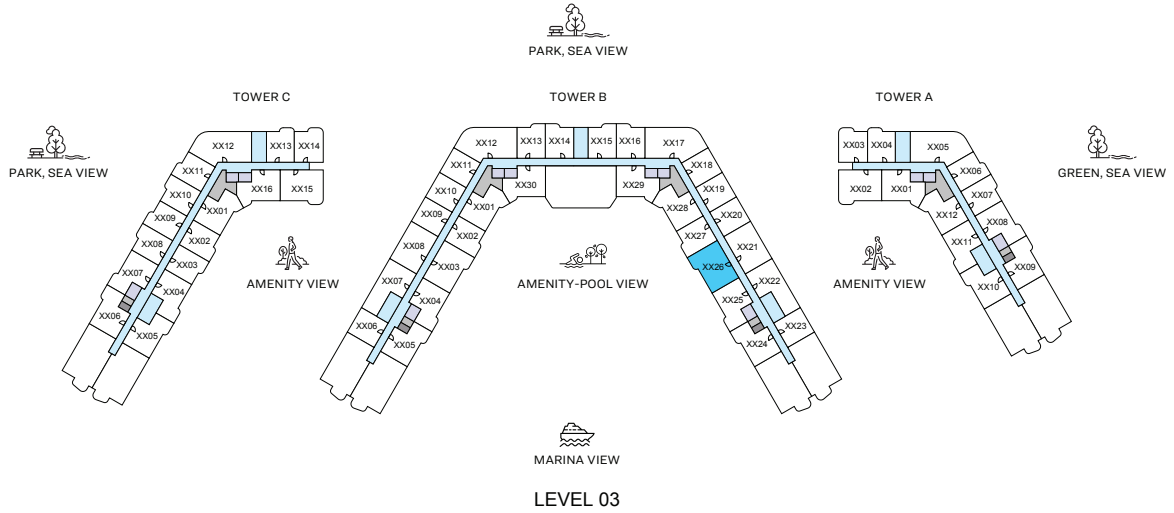 PARK, SEA VIEW
TOWER C
TOWER B
TOWER A
PARK, SEA VIEW
GREEN, SEA VIEW
XX12
XX13
XX14
XX11
XX16
XX15
XX10
XX01
XX09
XX02
XX08
XX03
XX07
XX04
XX06
XX05
AMENITY VIEW
XX12
XX13
XX14
XX15
XX16
XX17
XX11
XX30
XX29
XX18
XX10
XX01
XX28
XX19
XX09
XX02
XX27
XX20
XX08
XX03
XX26
XX21
XX07
XX04
XX25
XX22
XX06
XX05
XX24
XX23
AMENITY-POOL VIEW
XX03
XX04
XX05
XX02
XX01
XX06
XX12
XX07
XX11
XX08
XX10
XX09
AMENITY VIEW
MARINA VIEW
LEVEL 03